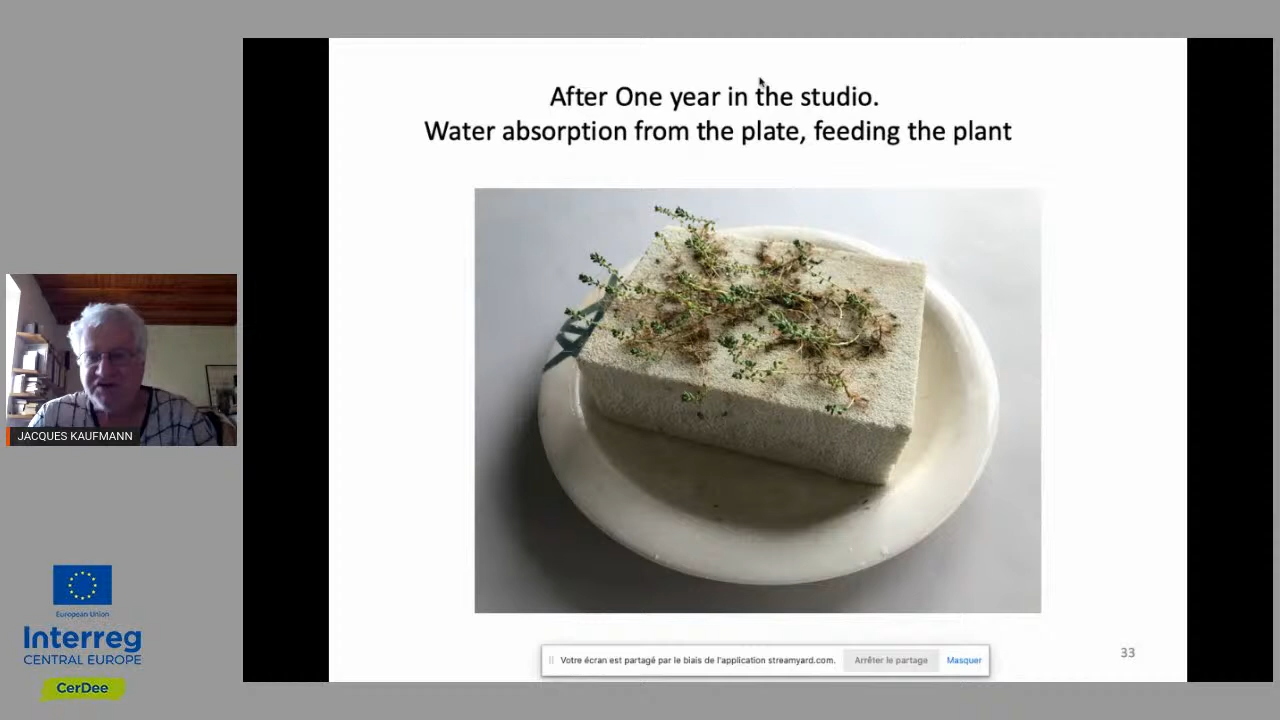 After One year in the studio.
Water absorption from the plate, feeding the plant
JACQUES KAUFMANN
European Union
Interreg
CENTRAL EUROPE
CerDee
Votre écran est partagé par le biais de l'application streamyard.com.
Arrêter le partage
Masquer
33